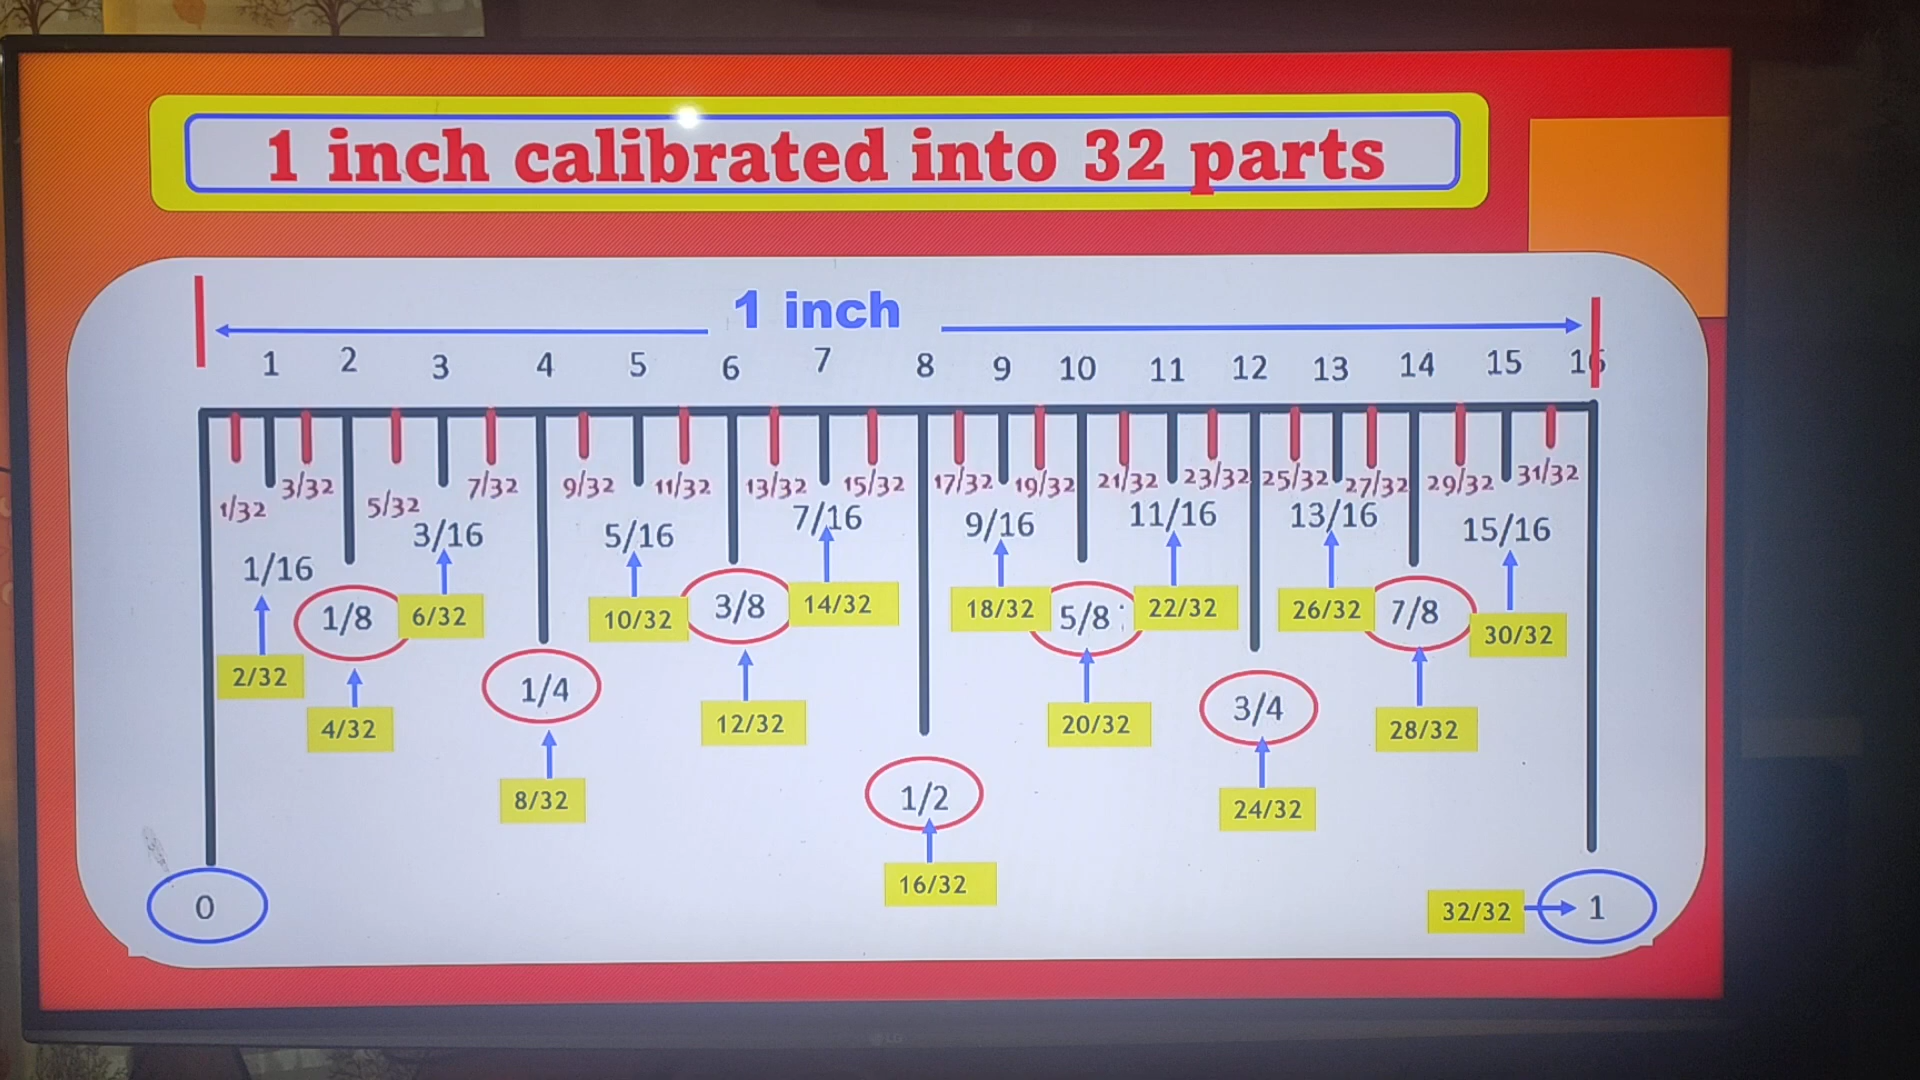 1 inch calibrated into 32 parts
1 inch
1 2 3 4 5 6 7 8 9 10 11 12 13 14 15 16
1/32 3/32 5/32 7/32 9/32 11/32 13/32 15/32 17/32 19/32 21/32 23/32 25/32 27/32 29/32 31/32
1/16 3/16 5/16 7/16 9/16 11/16 13/16 15/16
1/8 6/32 10/32 3/8 14/32 18/32 5/8 22/32 26/32 7/8 30/32
2/32 1/4 3/4
4/32 12/32 20/32 28/32
8/32 1/2 24/32
16/32
0 32/32 1
LG